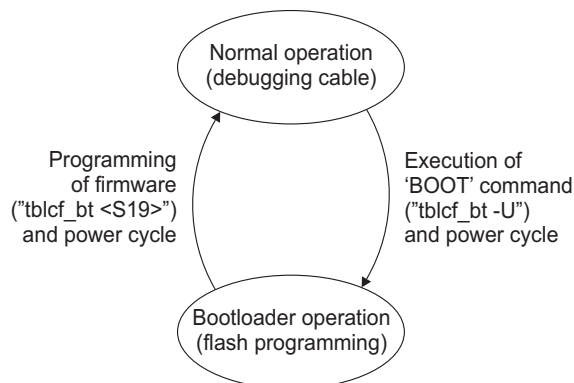 Normal operation
(debugging cable)
Programming
of firmware
("tblcf_bt <S19>")
and power cycle
Execution of
‘BOOT’ command
("tblcf_bt -U”)
and power cycle
Bootloader operation
(flash programming)